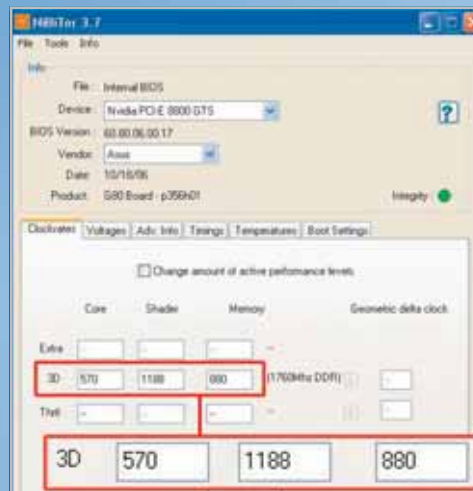 NiBiTor 3.7
File Tools Info
Info
File: Internal BIOS
Device: Nvidia PCI-E 8800 GTS
?
BIOS Version: 60.80.06.00.17
Vendor: Asus
Date: 10/18/06
Product: G80 Board - p356h01
Integrity:
Clockrates Voltages Adv. Info Timings Temperatures Boot Settings
Change amount of active performance levels
Core Shader Memory Geometric delta clock
Extra - - - -
3D 570 1188 880 (1760Mhz DDR) -
Thrtl - - - - -
3D 570 1188 880